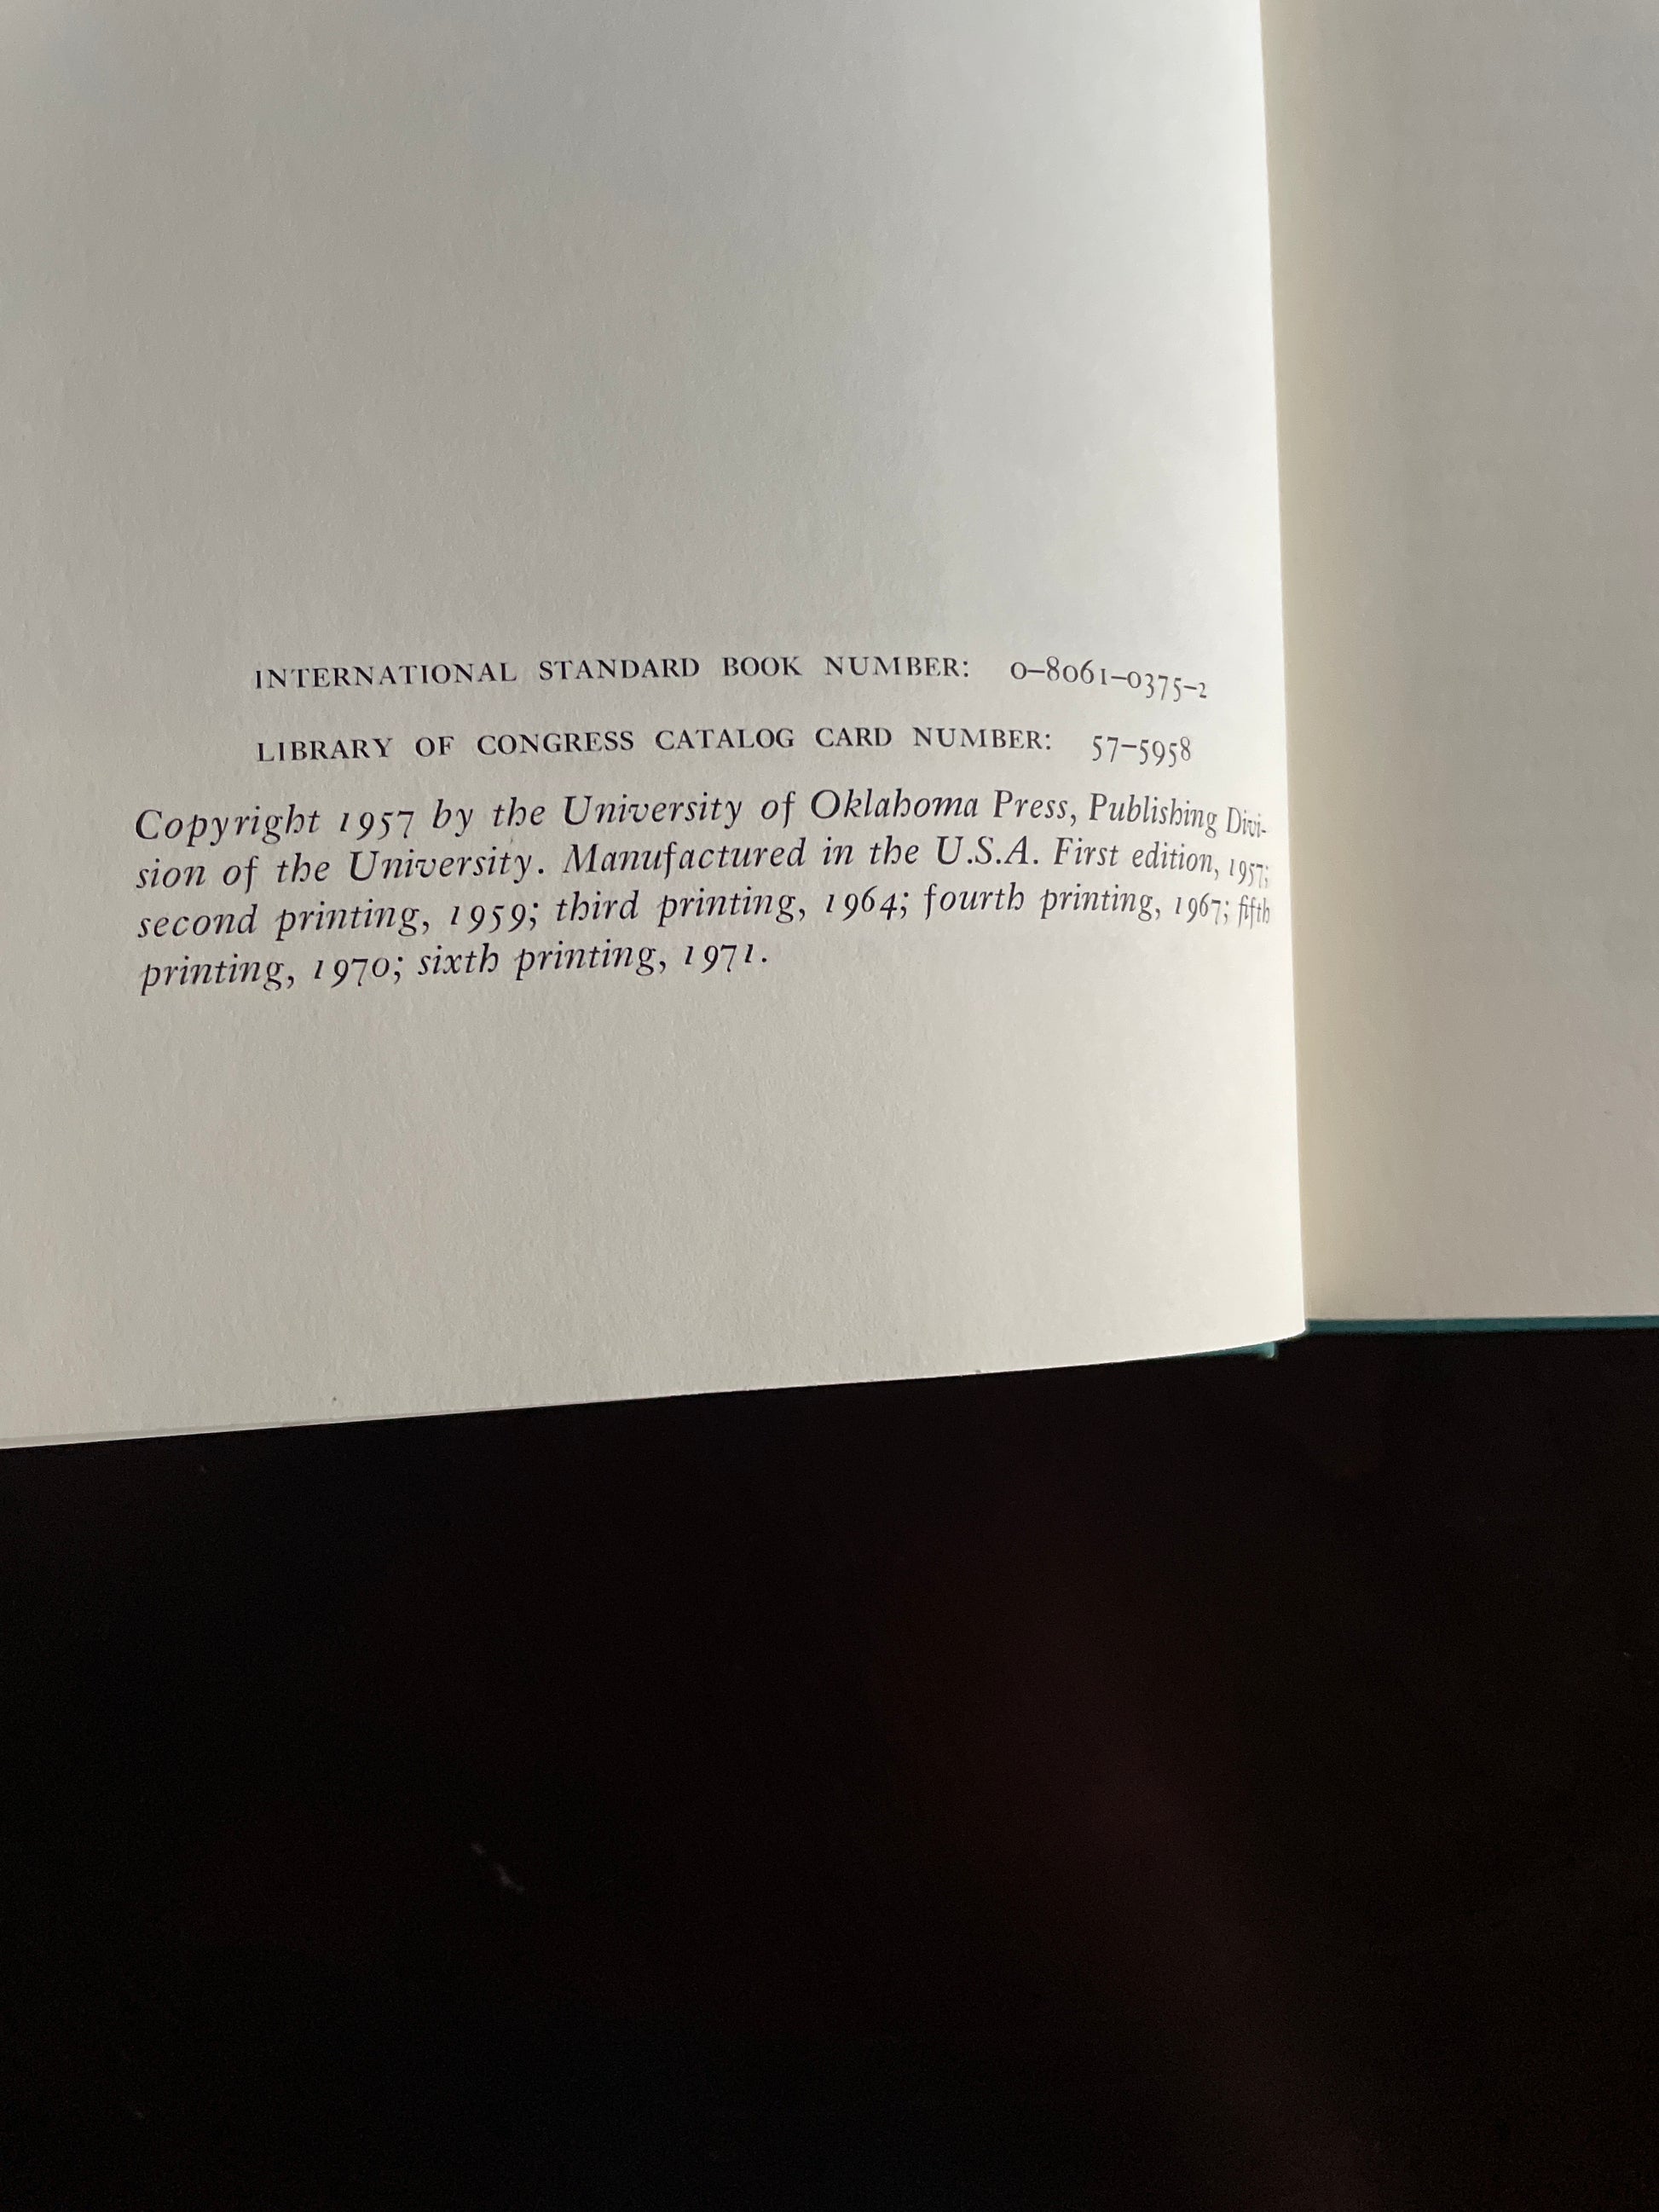 INTERNATIONAL STANDARD BOOK NUMBER: 0–8061–0375–2
LIBRARY OF CONGRESS CATALOG CARD NUMBER: 57–5958
Copyright 1957 by the University of Oklahoma Press, Publishing Divi-
sion of the University. Manufactured in the U.S.A. First edition, 1957;
second printing, 1959; third printing, 1964; fourth printing, 1967; fifth
printing, 1970; sixth printing, 1971.